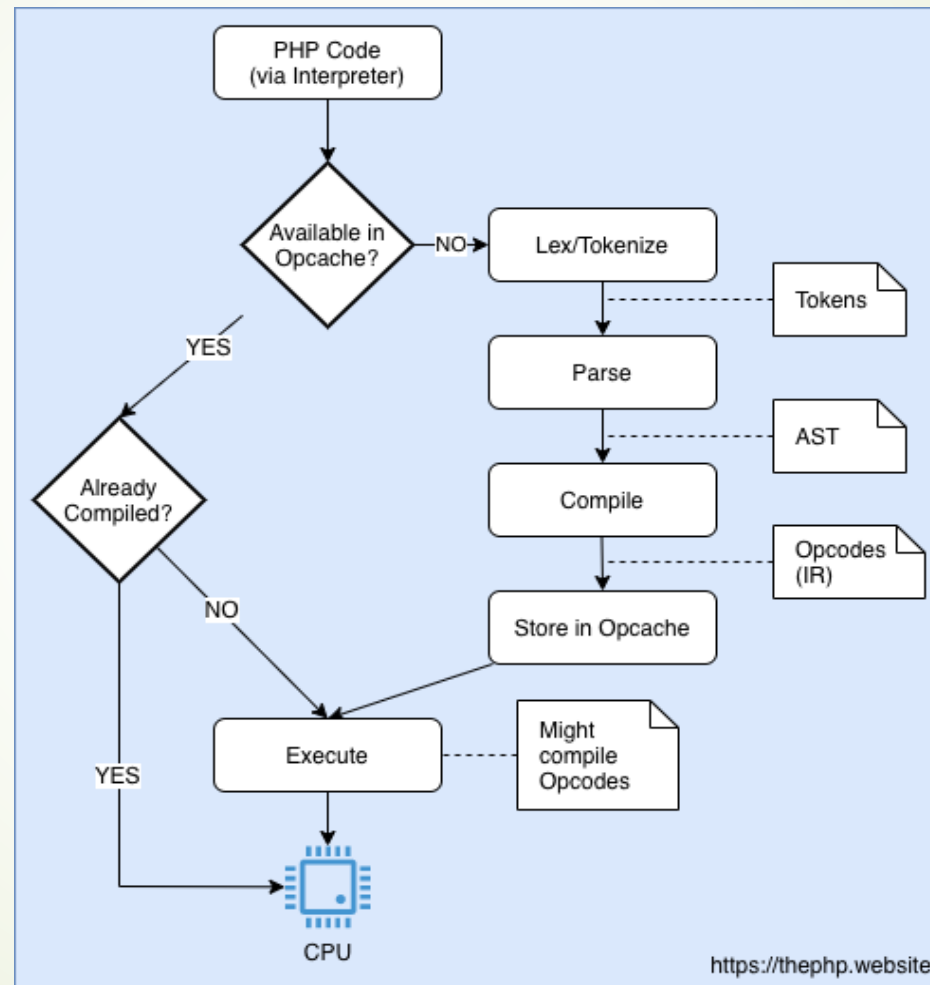 PHP Code
(via Interpreter)
Available in
Opcache?
NO
Lex/Tokenize
Tokens
YES
Parse
AST
Already
Compiled?
Compile
Opcodes
(IR)
NO
Store in Opcache
Execute
Might
compile
Opcodes
YES
CPU
https://thephp.website